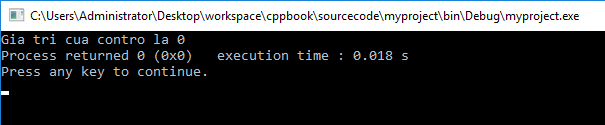 C:\Users\Administrator\Desktop\workspace\cppbook\sourcecode\myproject\bin\Debug\myproject.exe
Gia tri cua contro la 0
Process returned 0 (0x0)   execution time : 0.018 s
Press any key to continue.